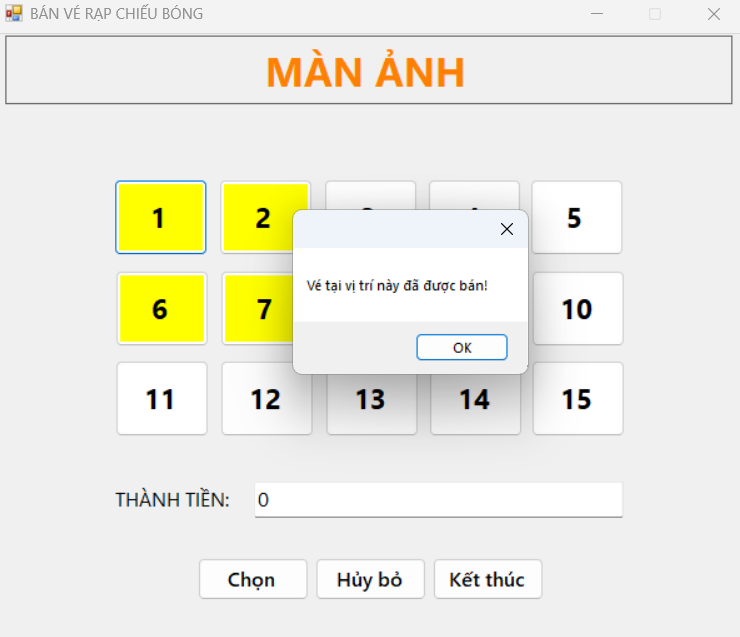 BÁN VÉ RẠP CHIẾU BÓNG
MÀN ẢNH
1 2 5
Vé tại vị trí này đã được bán!
6 7 10
OK
11 12 13 14 15
THÀNH TIỀN: 0
Chọn Hủy bỏ Kết thúc